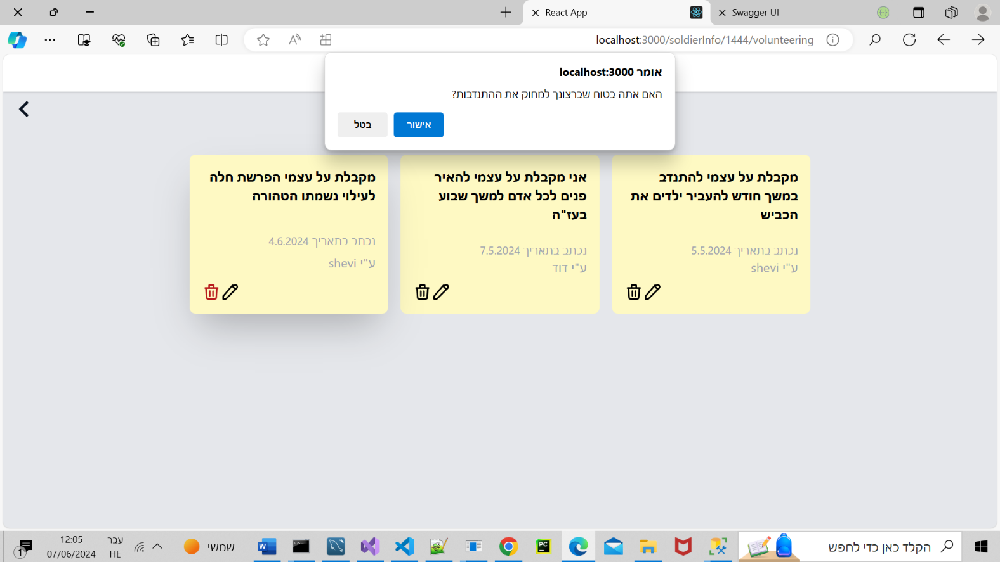 React App
Swagger UI
localhost:3000/soldierInfo/1444/volunteering
אומר localhost:3000
האם אתה בטוח שברצונך למחוק את ההתנדבות?
אישור
בטל
מקבלת על עצמי להתנדב
במשך חודש להעביר ילדים את
הכביש
נכתב בתאריך 5.5.2024
ע"י shevi
אני מקבלת על עצמי להאיר
פנים לכל אדם למשך שבוע
בעז"ה
נכתב בתאריך 7.5.2024
ע"י דוד
מקבלת על עצמי הפרשת חלה
לעילוי נשמתו הטהורה
נכתב בתאריך 4.6.2024
ע"י shevi
הקלד כאן כדי לחפש
PC
שמשי
עבר
HE
12:05
07/06/2024
1